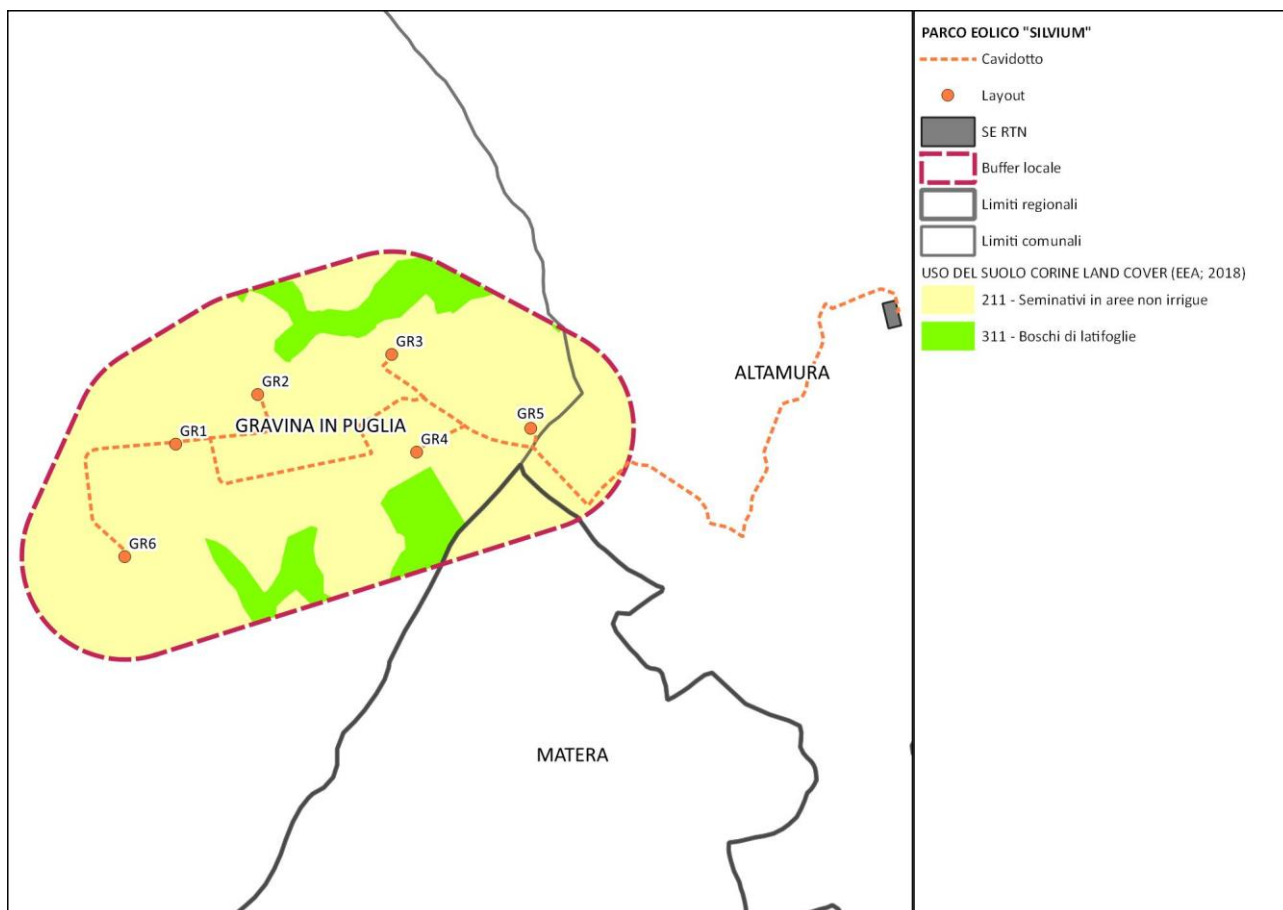 GR3
GR2
ALTAMURA
GRAVINA IN PUGLIA
GR5
GR1
GR4
GR6
MATERA
PARCO EOLICO "SILVIUM"
Cavidotto
Layout
SE RTN
Buffer locale
Limiti regionali
Limiti comunali
USO DEL SUOLO CORINE LAND COVER (EEA; 2018)
211 - Seminativi in aree non irrigue
311 - Boschi di latifoglie